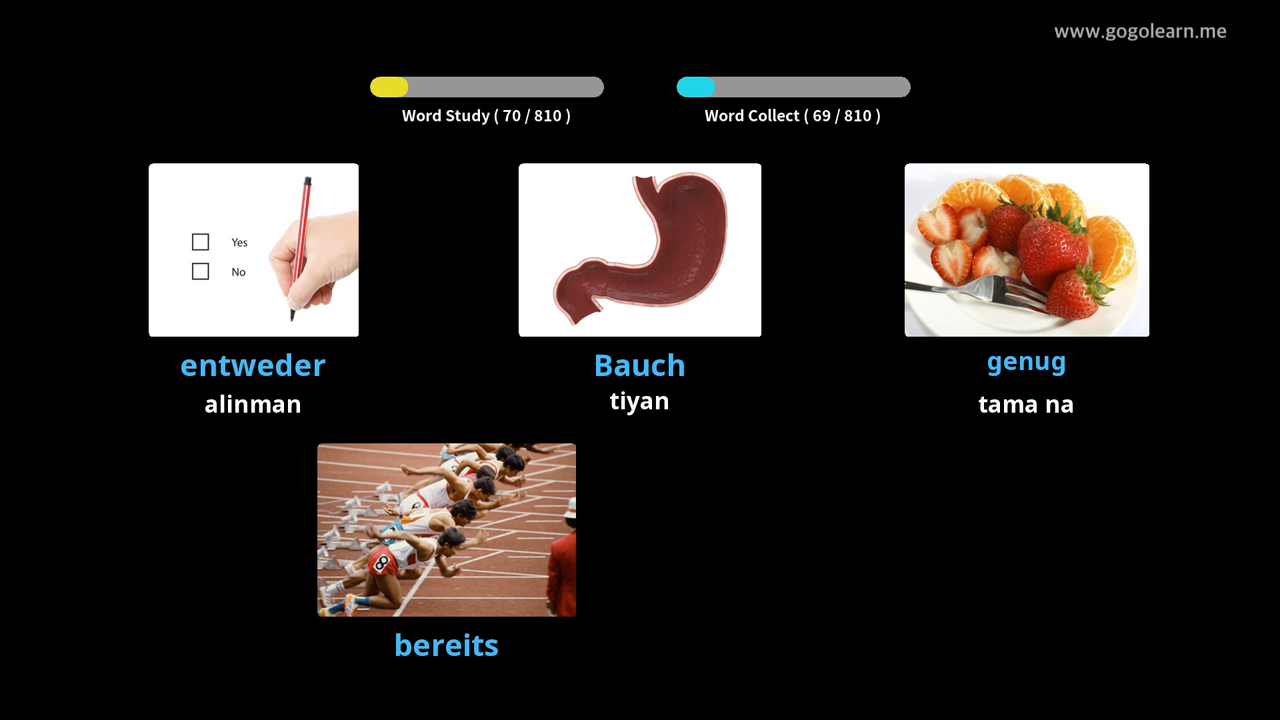 www.gogolearn.me
Word Study ( 70 / 810 )
Word Collect ( 69 / 810 )
Yes
No
entweder
alinman
Bauch
tiyan
genug
tama na
8
bereits